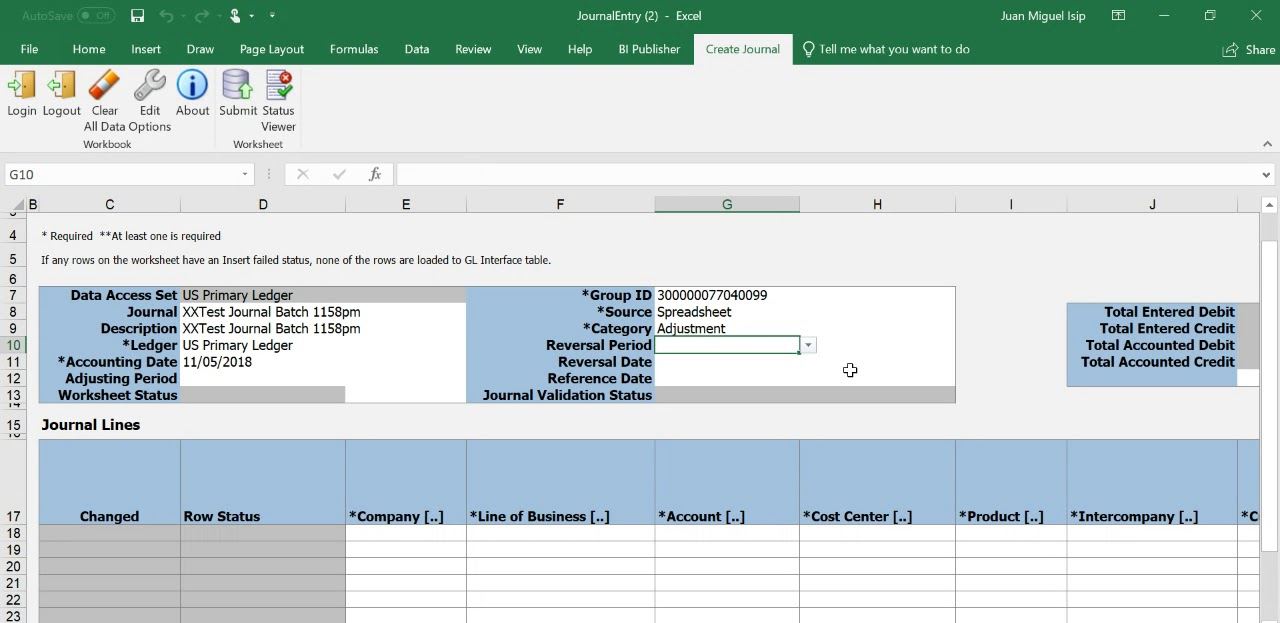 AutoSave Off JournalEntry (2) - Excel Juan Miguel Isip
File Home Insert Draw Page Layout Formulas Data Review View Help BI Publisher Create Journal Tell me what you want to do Share
Login Logout Clear All Data Edit Options About Submit Status Viewer
Workbook Worksheet
G10 fx
B C D E F G H I J
4 * Required **At least one is required
5 If any rows on the worksheet have an Insert failed status, none of the rows are loaded to GL Interface table.
6
7 Data Access Set US Primary Ledger *Group ID 300000077040099
8 Journal XXTest Journal Batch 1158pm *Source Spreadsheet Total Entered Debit
9 Description XXTest Journal Batch 1158pm *Category Adjustment Total Entered Credit
10 *Ledger US Primary Ledger Reversal Period Total Accounted Debit
11 *Accounting Date 11/05/2018 Reversal Date Total Accounted Credit
12 Adjusting Period Reference Date
13 Worksheet Status Journal Validation Status
15 Journal Lines
17 Changed Row Status *Company [..] *Line of Business [..] *Account [..] *Cost Center [..] *Product [..] *Intercompany [..] *C
18
19
20
21
22
23